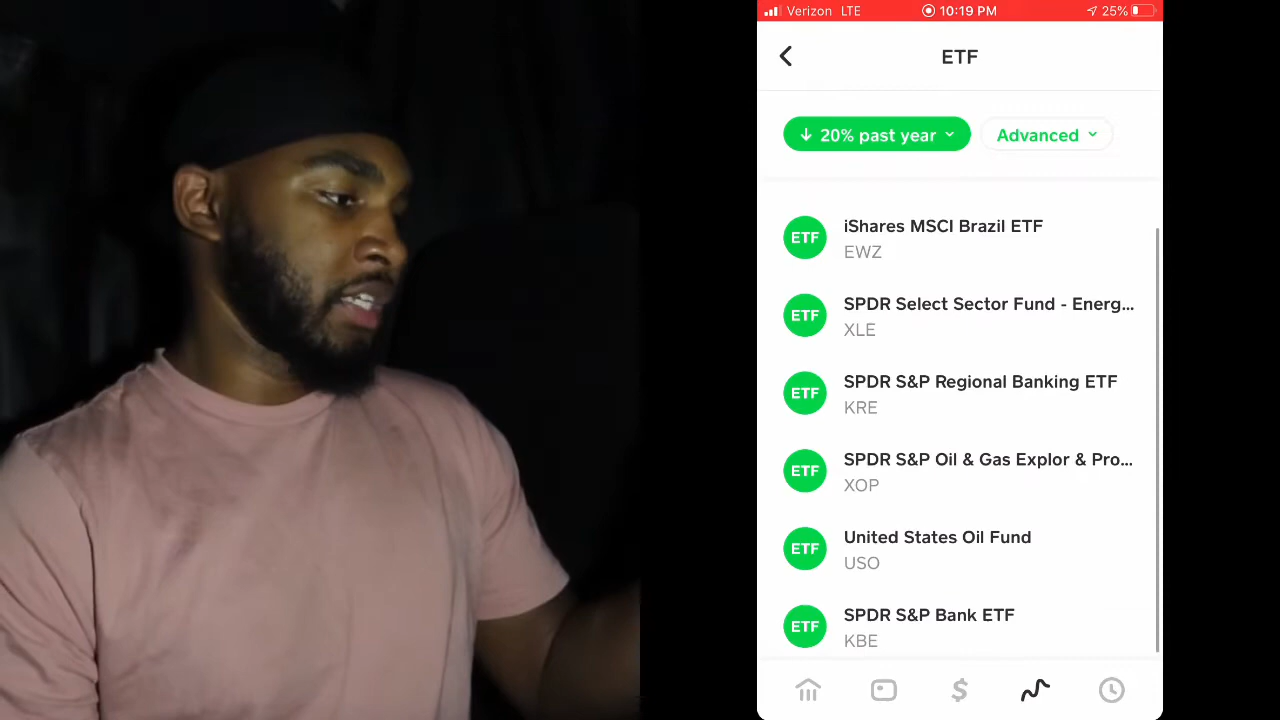 Verizon LTE 10:19 PM 25%
ETF
20% past year Advanced
ETF iShares MSCI Brazil ETF
EWZ
ETF SPDR Select Sector Fund - Energ...
XLE
ETF SPDR S&P Regional Banking ETF
KRE
ETF SPDR S&P Oil & Gas Explor & Pro...
XOP
ETF United States Oil Fund
USO
ETF SPDR S&P Bank ETF
KBE
$